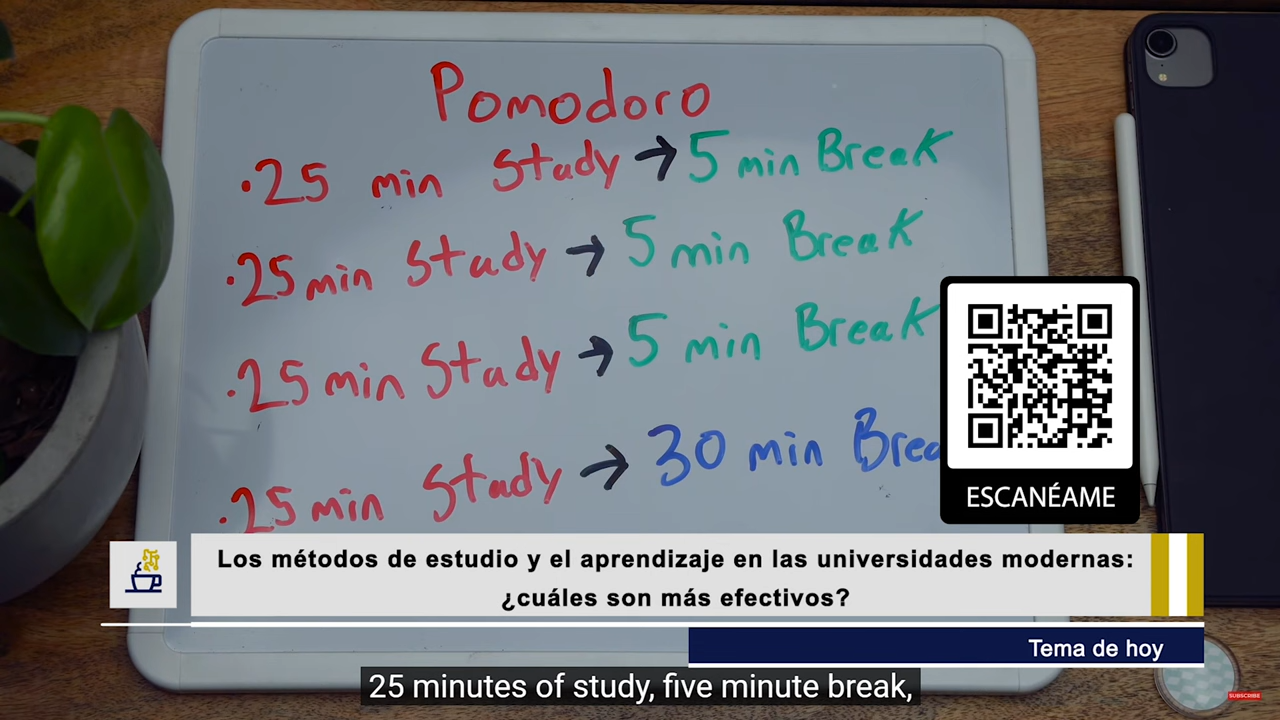 Pomodoro
.25 min Study → 5 min Break
.25 min Study → 5 min Break
.25 min Study → 5 min Break
.25 min Study → 30 min Brea
ESCANÉAME
Los métodos de estudio y el aprendizaje en las universidades modernas:
¿cuáles son más efectivos?
Tema de hoy
25 minutes of study, five minute break,
SUBSCRIBE